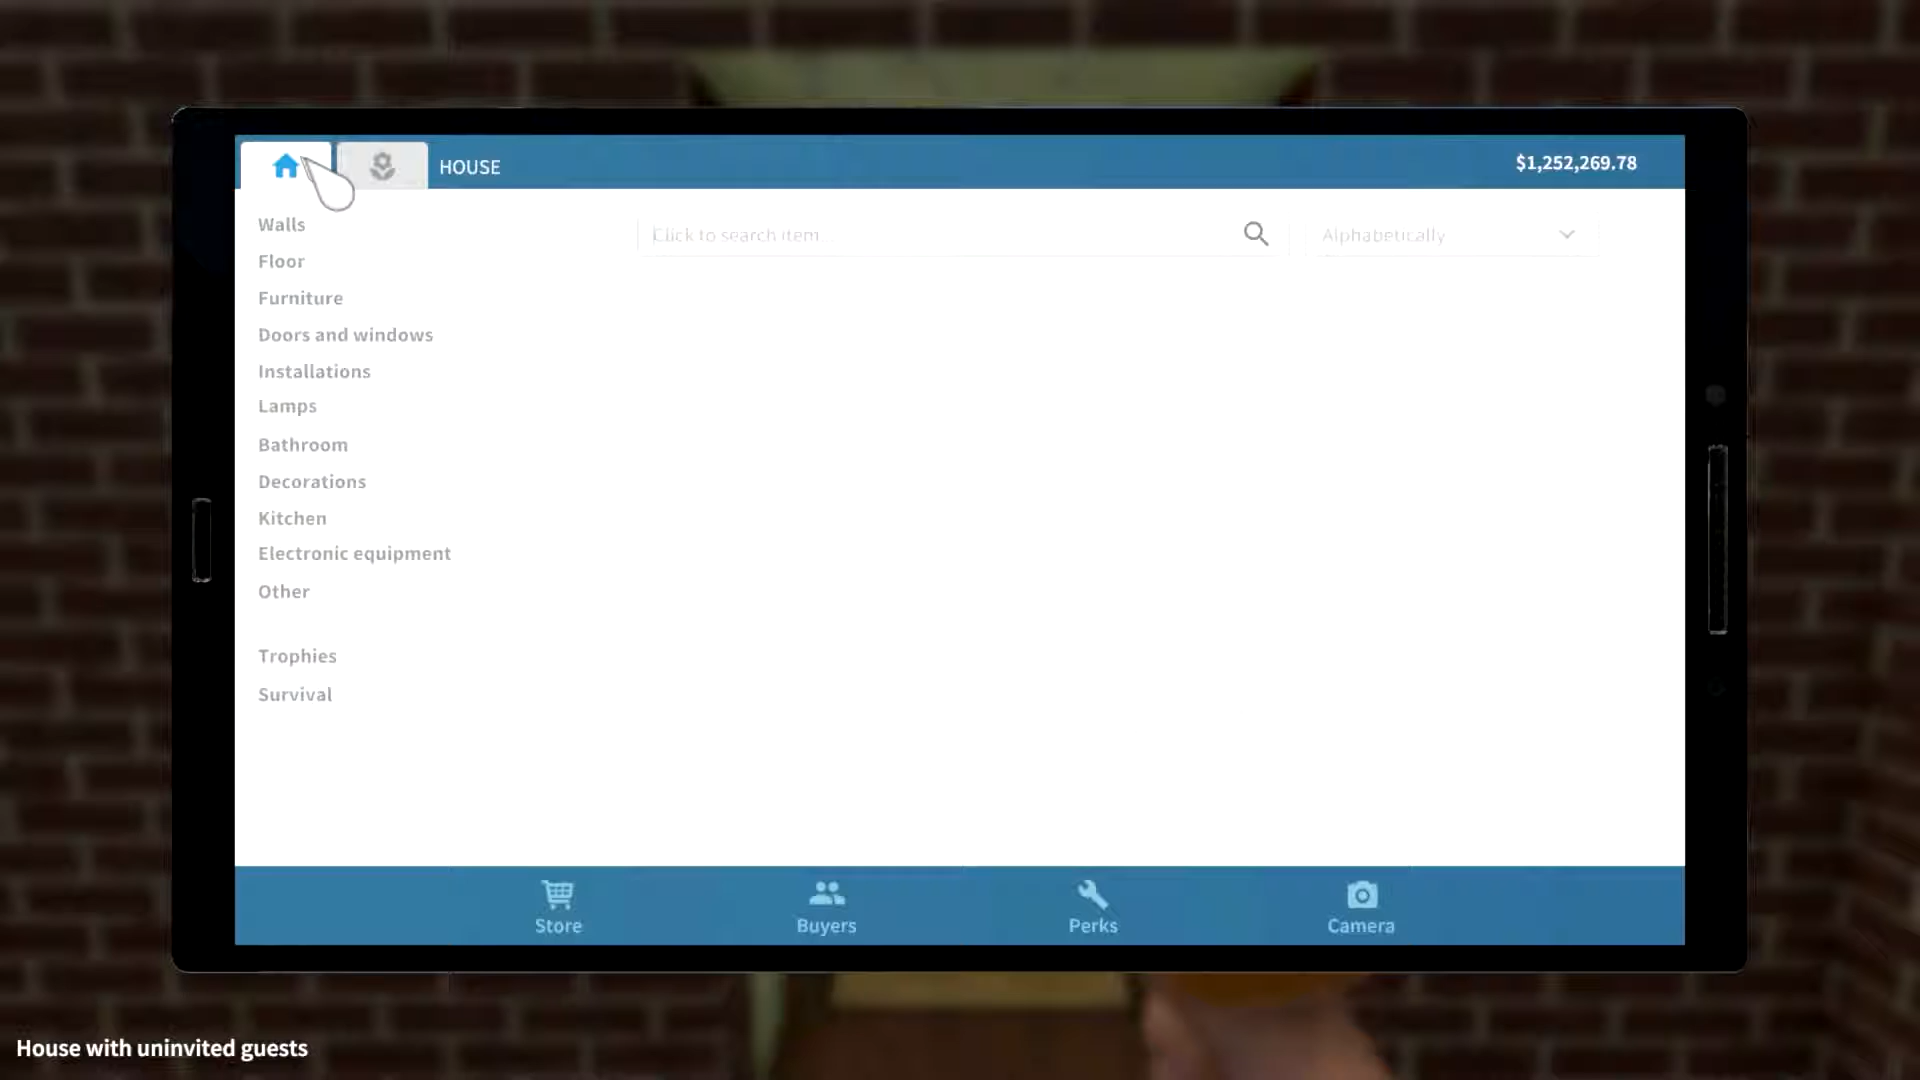 HOUSE
$1,252,269.78
Walls
Floor
Furniture
Doors and windows
Installations
Lamps
Bathroom
Decorations
Kitchen
Electronic equipment
Other
Trophies
Survival
Click to search item...
Alphabetically
Store
Buyers
Perks
Camera
House with uninvited guests